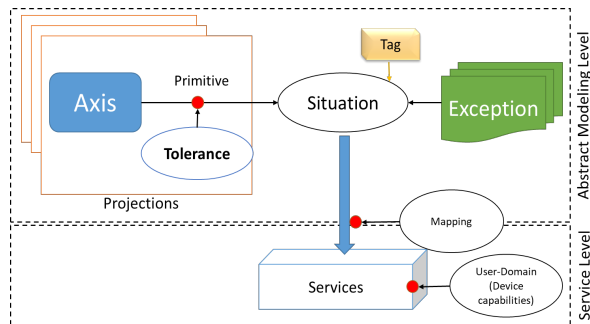 Tag
Primitive
Axis
Situation
Exception
Tolerance
Projections
Mapping
Services
User-Domain
(Device
capabilities)
Abstract Modeling Level
Service Level